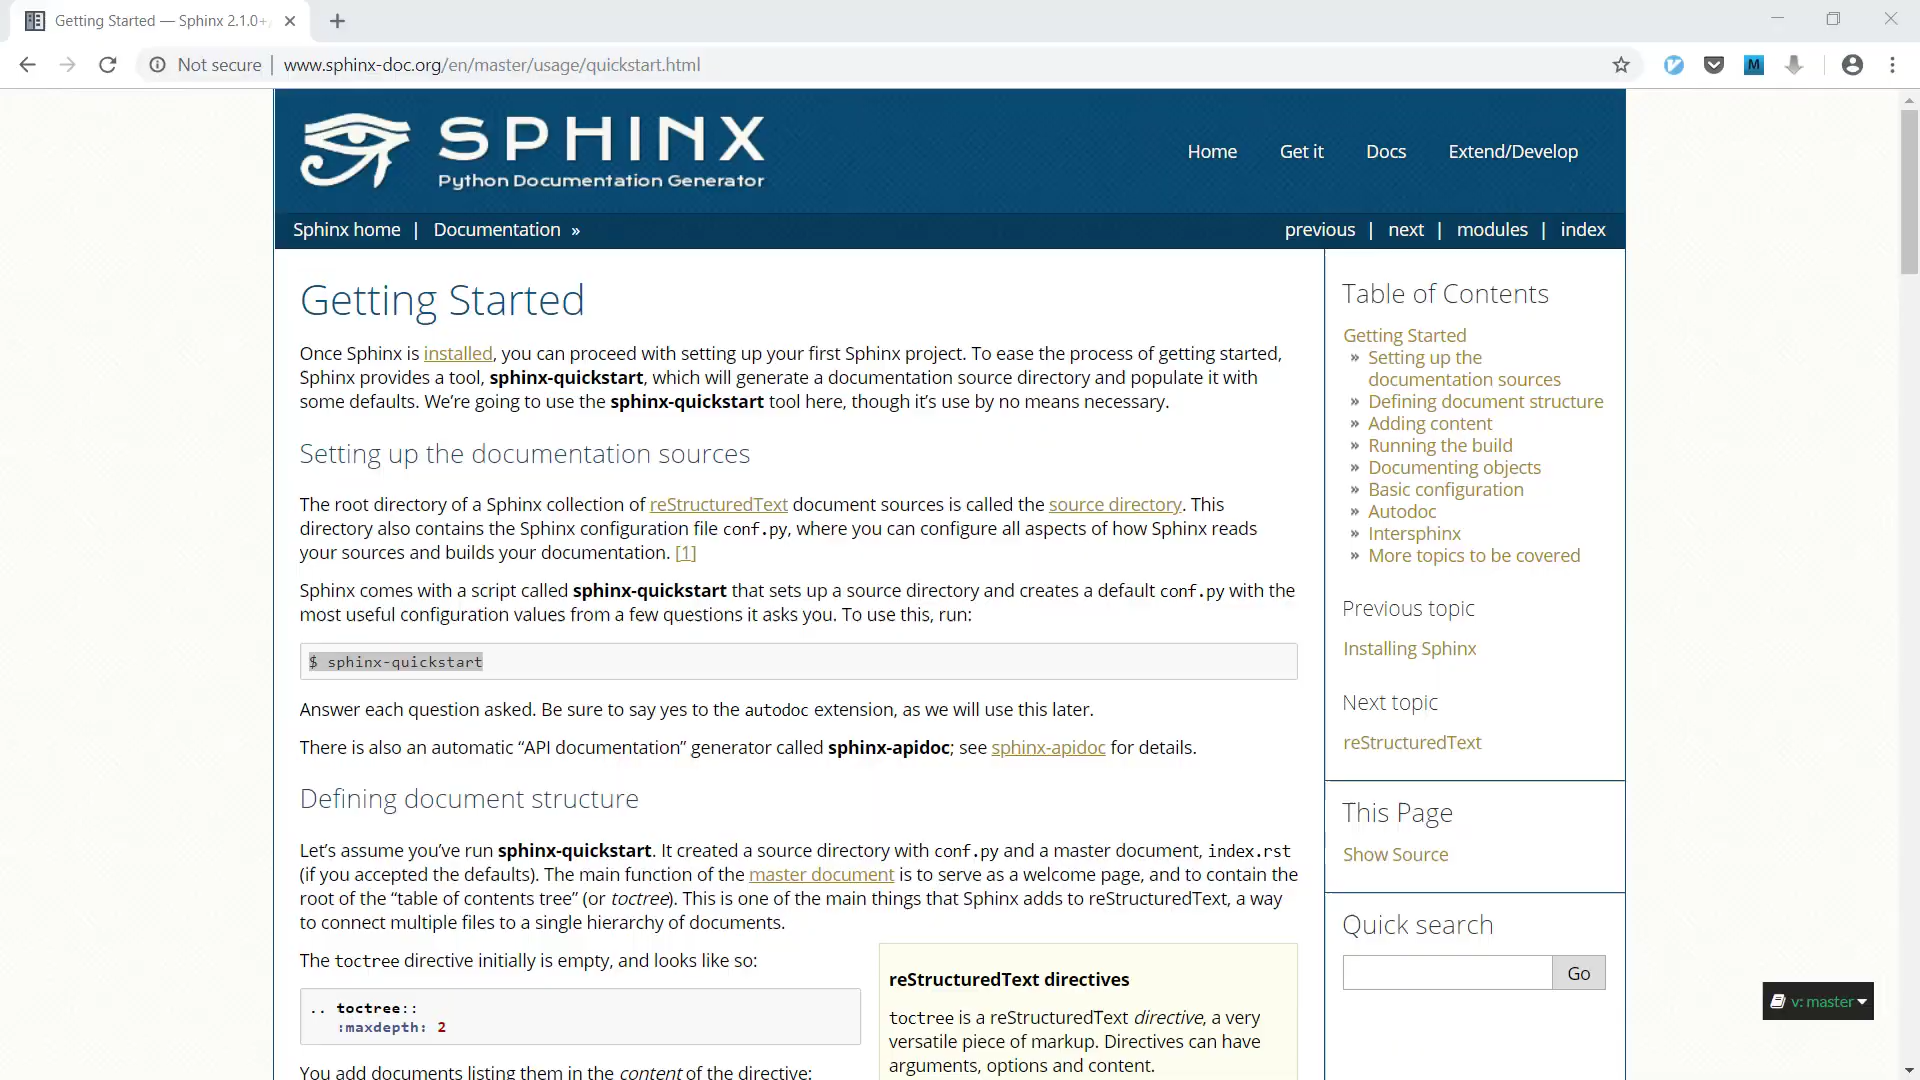 Getting Started — Sphinx 2.1.0+
Not secure | www.sphinx-doc.org/en/master/usage/quickstart.html
M
SPHINX
Python Documentation Generator
Home Get it Docs Extend/Develop
Sphinx home | Documentation »
previous | next | modules | index
Getting Started
Once Sphinx is installed, you can proceed with setting up your first Sphinx project. To ease the process of getting started,
Sphinx provides a tool, sphinx-quickstart, which will generate a documentation source directory and populate it with
some defaults. We’re going to use the sphinx-quickstart tool here, though it’s use by no means necessary.
Setting up the documentation sources
The root directory of a Sphinx collection of reStructuredText document sources is called the source directory. This
directory also contains the Sphinx configuration file conf.py, where you can configure all aspects of how Sphinx reads
your sources and builds your documentation. [1]
Sphinx comes with a script called sphinx-quickstart that sets up a source directory and creates a default conf.py with the
most useful configuration values from a few questions it asks you. To use this, run:
$ sphinx-quickstart
Answer each question asked. Be sure to say yes to the autodoc extension, as we will use this later.
There is also an automatic “API documentation” generator called sphinx-apidoc; see sphinx-apidoc for details.
Defining document structure
Let’s assume you’ve run sphinx-quickstart. It created a source directory with conf.py and a master document, index.rst
(if you accepted the defaults). The main function of the master document is to serve as a welcome page, and to contain the
root of the “table of contents tree” (or toctree). This is one of the main things that Sphinx adds to reStructuredText, a way
to connect multiple files to a single hierarchy of documents.
The toctree directive initially is empty, and looks like so:
.. toctree::
:maxdepth: 2
You add documents listing them in the content of the directive:
reStructuredText directives
toctree is a reStructuredText directive, a very
versatile piece of markup. Directives can have
arguments, options and content.
Table of Contents
Getting Started
» Setting up the
documentation sources
» Defining document structure
» Adding content
» Running the build
» Documenting objects
» Basic configuration
» Autodoc
» Intersphinx
» More topics to be covered
Previous topic
Installing Sphinx
Next topic
reStructuredText
This Page
Show Source
Quick search
Go
v: master